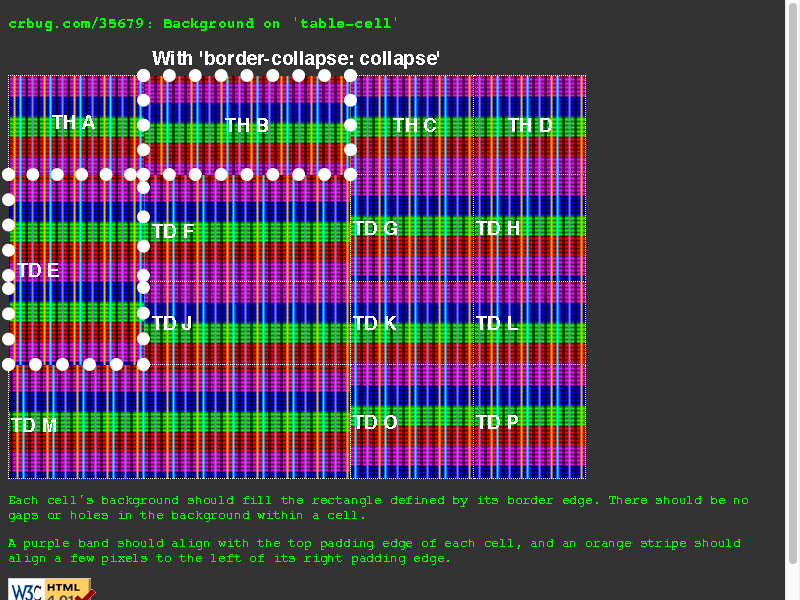 crbug.com/35679: Background on 'table-cell'
With 'border-collapse: collapse'
TH A TH B TH C TH D
TD E TD F TD G TD H
TD J TD K TD L
TD M TD O TD P
Each cell's background should fill the rectangle defined by its border edge. There should be no
gaps or holes in the background within a cell.
A purple band should align with the top padding edge of each cell, and an orange stripe should
align a few pixels to the left of its right padding edge.
W3C HTML
4.01